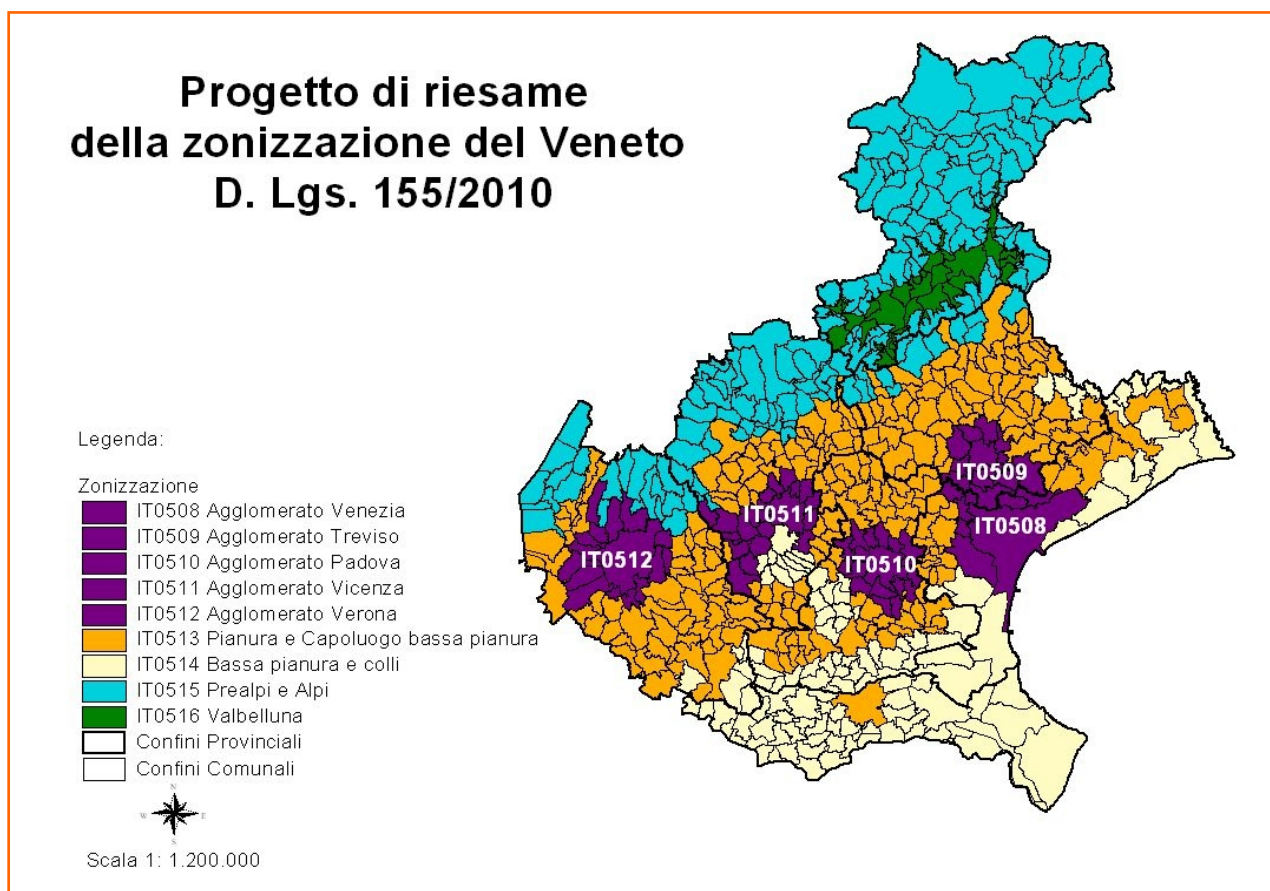 Progetto di riesame
della zonizzazione del Veneto
D. Lgs. 155/2010
Legenda:
Zonizzazione
IT0508 Agglomerato Venezia
IT0509 Agglomerato Treviso
IT0510 Agglomerato Padova
IT0511 Agglomerato Vicenza
IT0512 Agglomerato Verona
IT0513 Pianura e Capoluogo bassa pianura
IT0514 Bassa pianura e colli
IT0515 Prealpi e Alpi
IT0516 Valbelluna
Confini Provinciali
Confini Comunali
N
W E
S
Scala 1: 1.200.000
IT0509
IT0511
IT0508
IT0512
IT0510